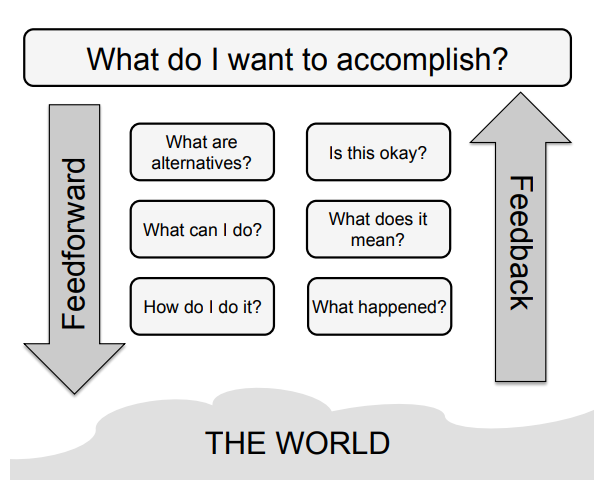 What do I want to accomplish?
Feedforward
What are
alternatives?
What can I do?
How do I do it?
Is this okay?
What does it
mean?
What happened?
Feedback
THE WORLD